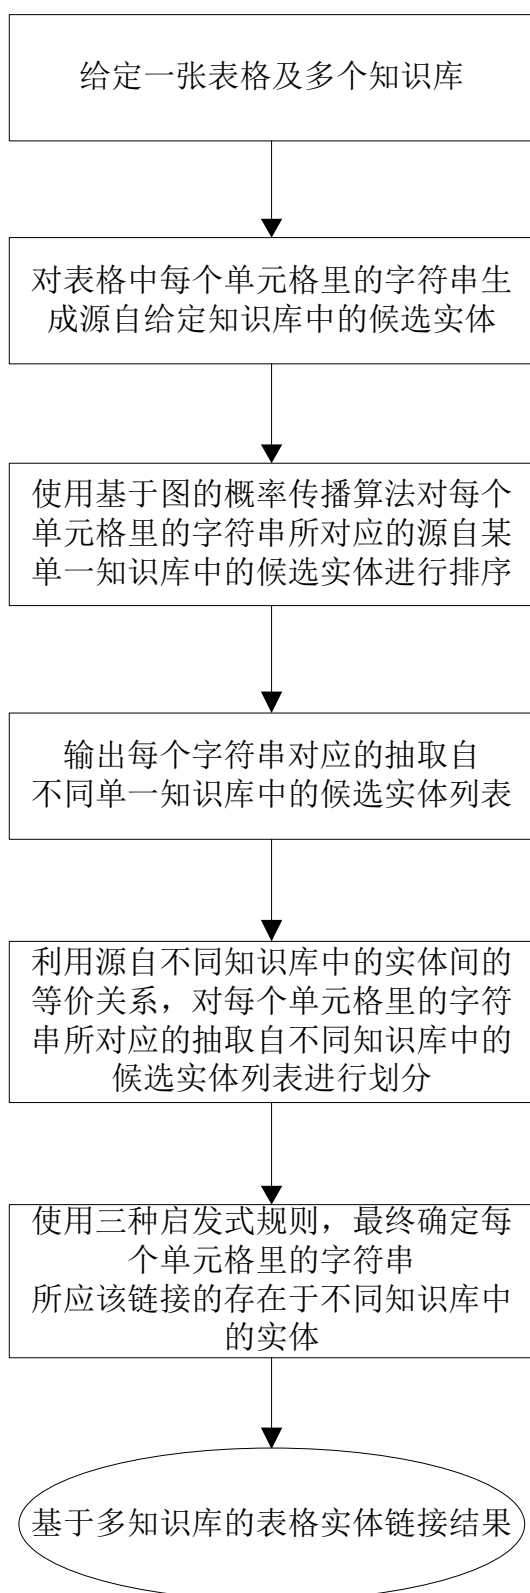 给定一张表格及多个知识库
对表格中每个单元格里的字符串生
成源自给定知识库中的候选实体
使用基于图的概率传播算法对每个
单元格里的字符串所对应的源自某
单一知识库中的候选实体进行排序
输出每个字符串对应的抽取自
不同单一知识库中的候选实体列表
利用源自不同知识库中的实体间的
等价关系，对每个单元格里的字符
串所对应的抽取自不同知识库中的
候选实体列表进行划分
使用三种启发式规则，最终确定每
个单元格里的字符串
所应该链接的存在于不同知识库中
的实体
基于多知识库的表格实体链接结果